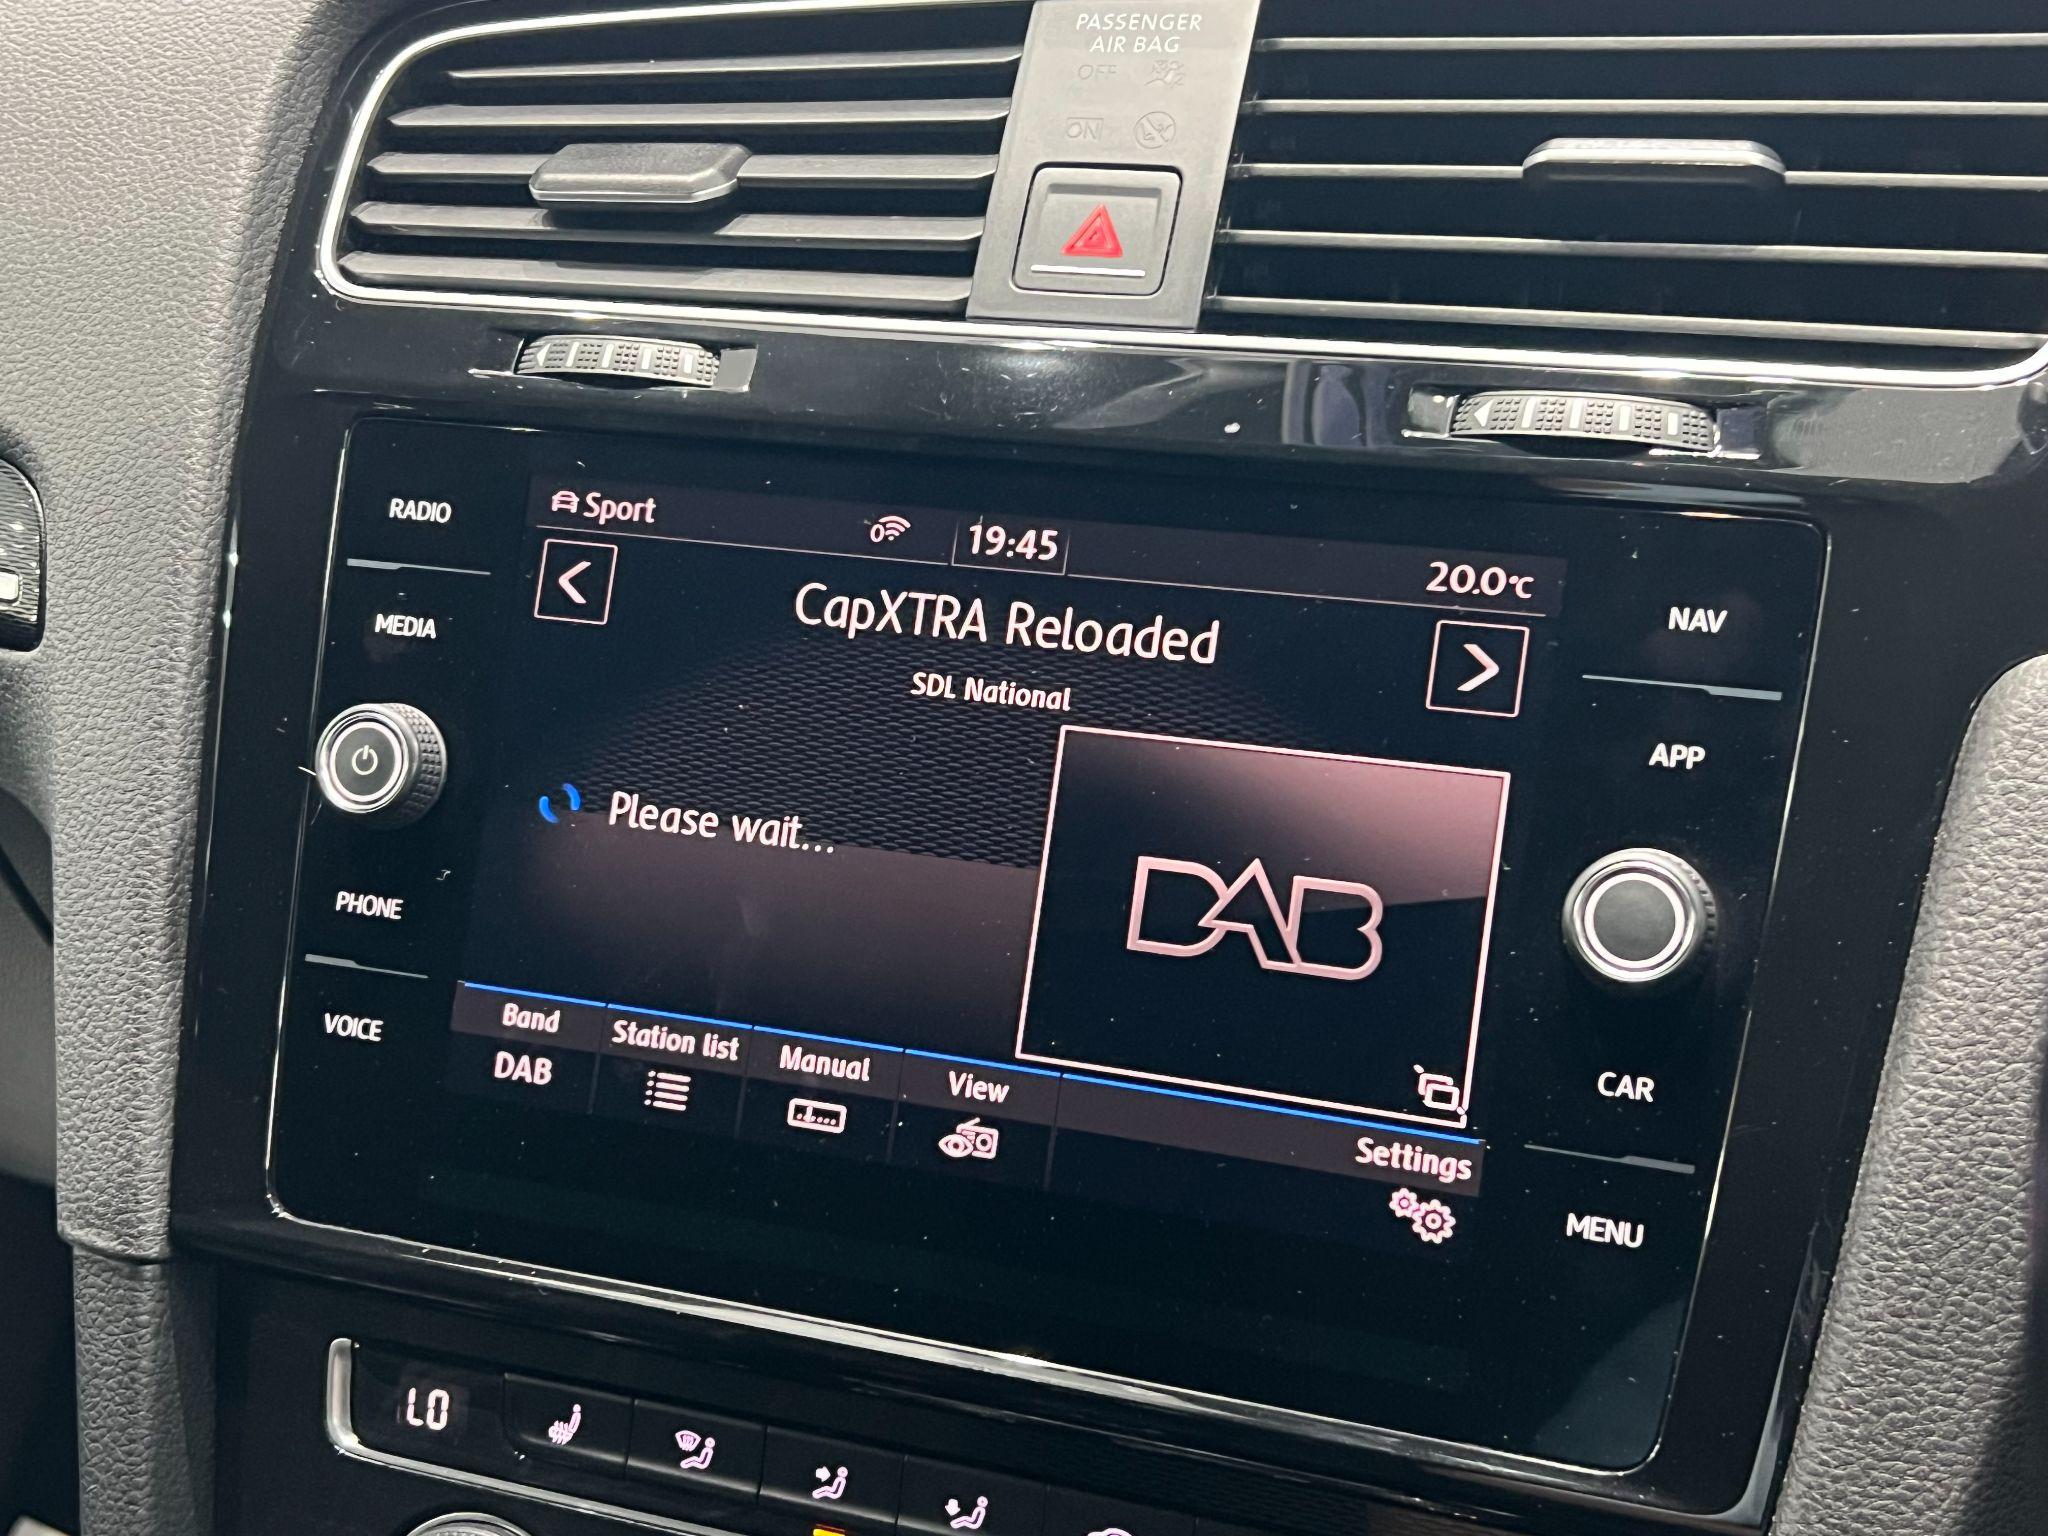 PASSENGER
AIR BAG
OFF
ON
RADIO
MEDIA
PHONE
VOICE
Sport
0
19:45
20.0°C
CapXTRA Reloaded
SDL National
Please wait...
DAB
Band
DAB
Station list
Manual
View
Settings
NAV
APP
CAR
MENU
LO